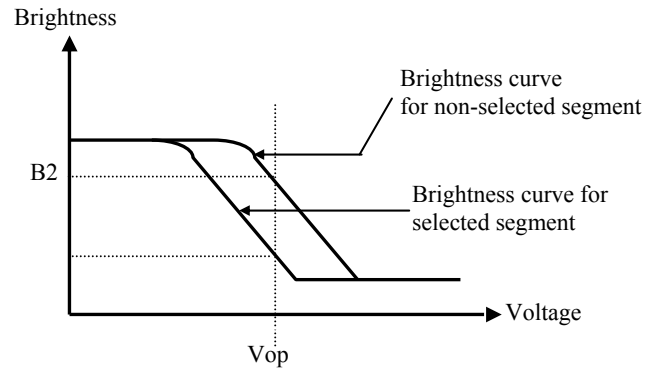 Brightness
Brightness curve
for non-selected segment
B2
Brightness curve for
selected segment
Voltage
Vop